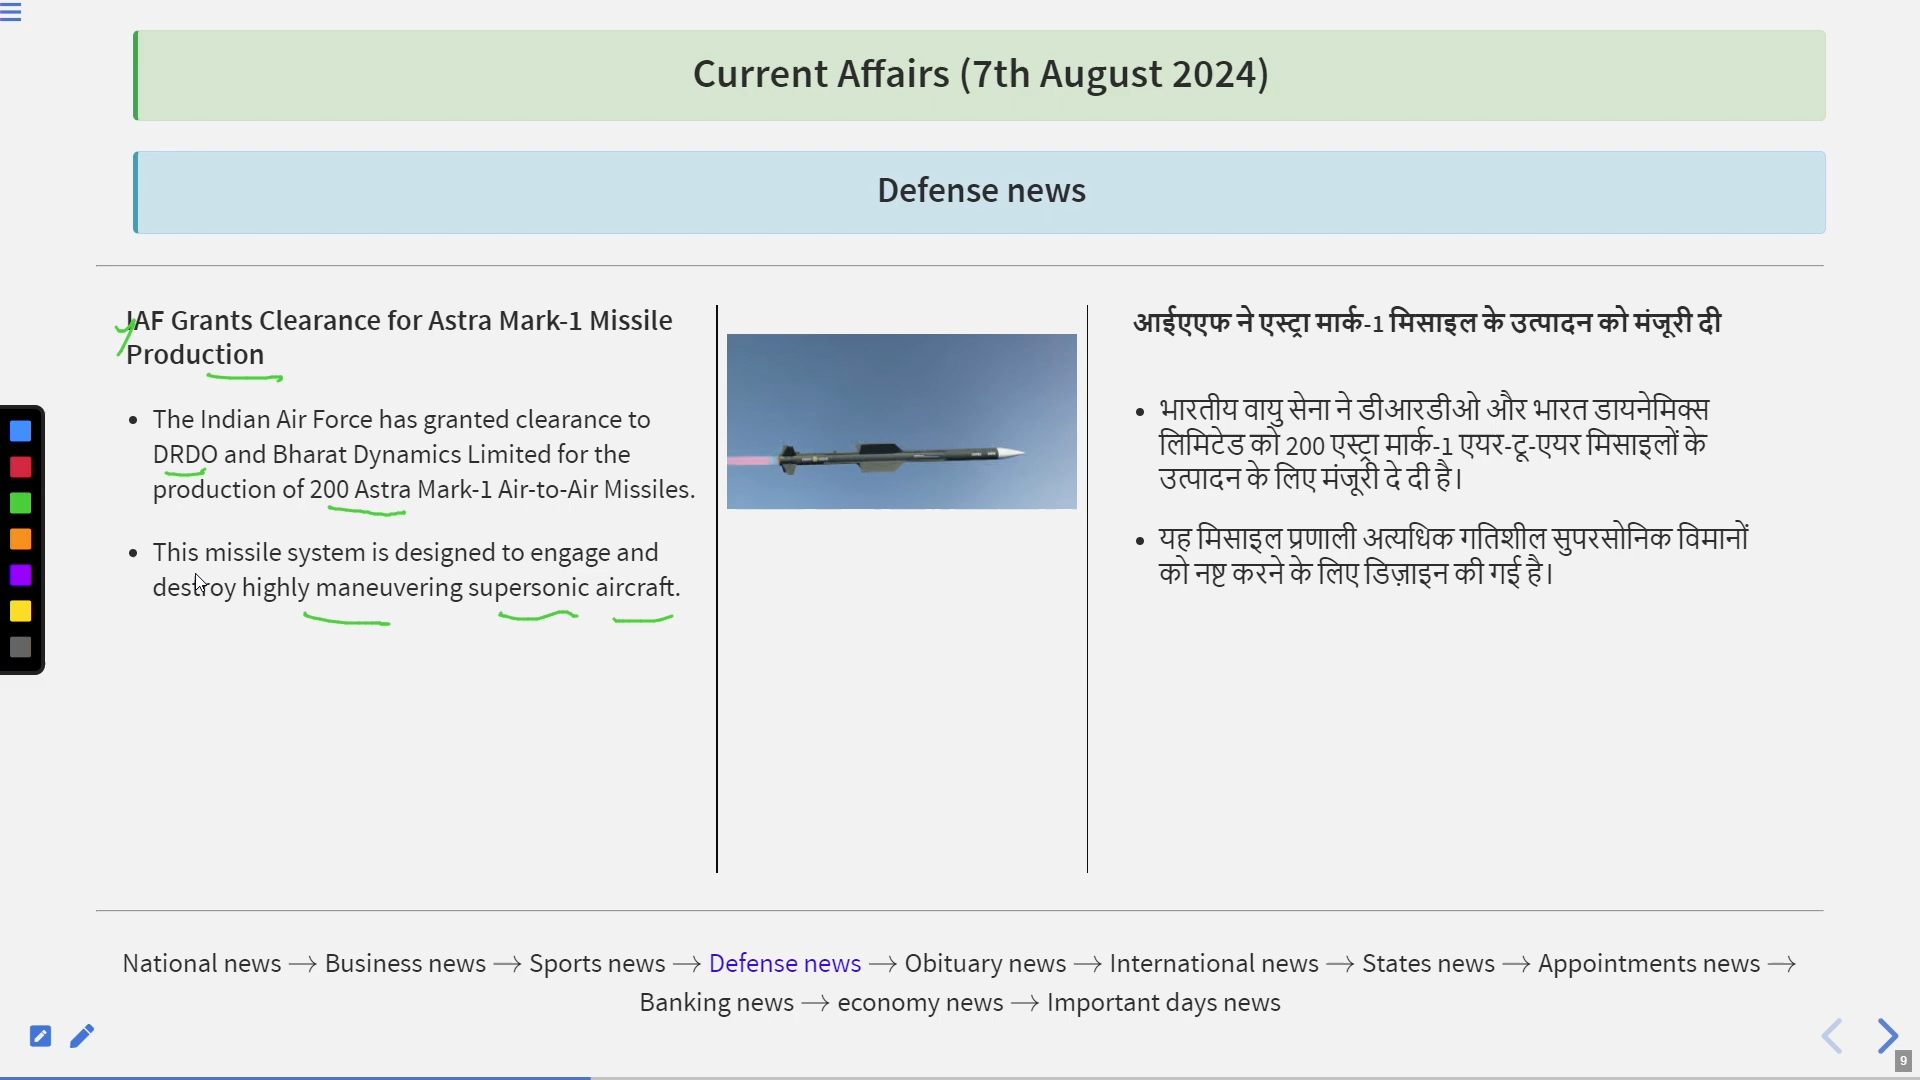 Current Affairs (7th August 2024)
Defense news
IAF Grants Clearance for Astra Mark-1 Missile
Production
• The Indian Air Force has granted clearance to
DRDO and Bharat Dynamics Limited for the
production of 200 Astra Mark-1 Air-to-Air Missiles.
• This missile system is designed to engage and
destroy highly maneuvering supersonic aircraft.
आईएएफ ने एस्ट्रा मार्क-1 मिसाइल के उत्पादन को मंजूरी दी
• भारतीय वायु सेना ने डीआरडीओ और भारत डायनेमिक्स
लिमिटेड को 200 एस्ट्रा मार्क-1 एयर-टू-एयर मिसाइलों के
उत्पादन के लिए मंजूरी दे दी है।
• यह मिसाइल प्रणाली अत्यधिक गतिशील सुपरसोनिक विमानों
को नष्ट करने के लिए डिज़ाइन की गई है।
National news → Business news → Sports news → Defense news → Obituary news → International news → States news → Appointments news →
Banking news → economy news → Important days news
9